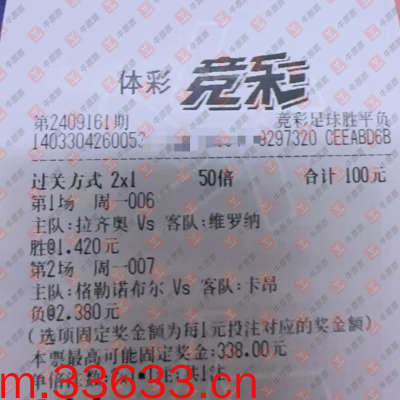 体彩 竞彩
第2409161期 竞彩足球胜平负
1403304260053 8297320 CEEABD6B
过关方式 2x1 50倍 合计 100元
第1场 周一006
主队:拉齐奥 Vs 客队:维罗纳
胜@1.420元
第2场 周一007
主队:格勒诺布尔 Vs 客队:卡昂
负@2.380元
(选项固定奖金额为每1元投注对应的奖金额)
本票最高可能固定奖金:338.00元
m.33633.cn